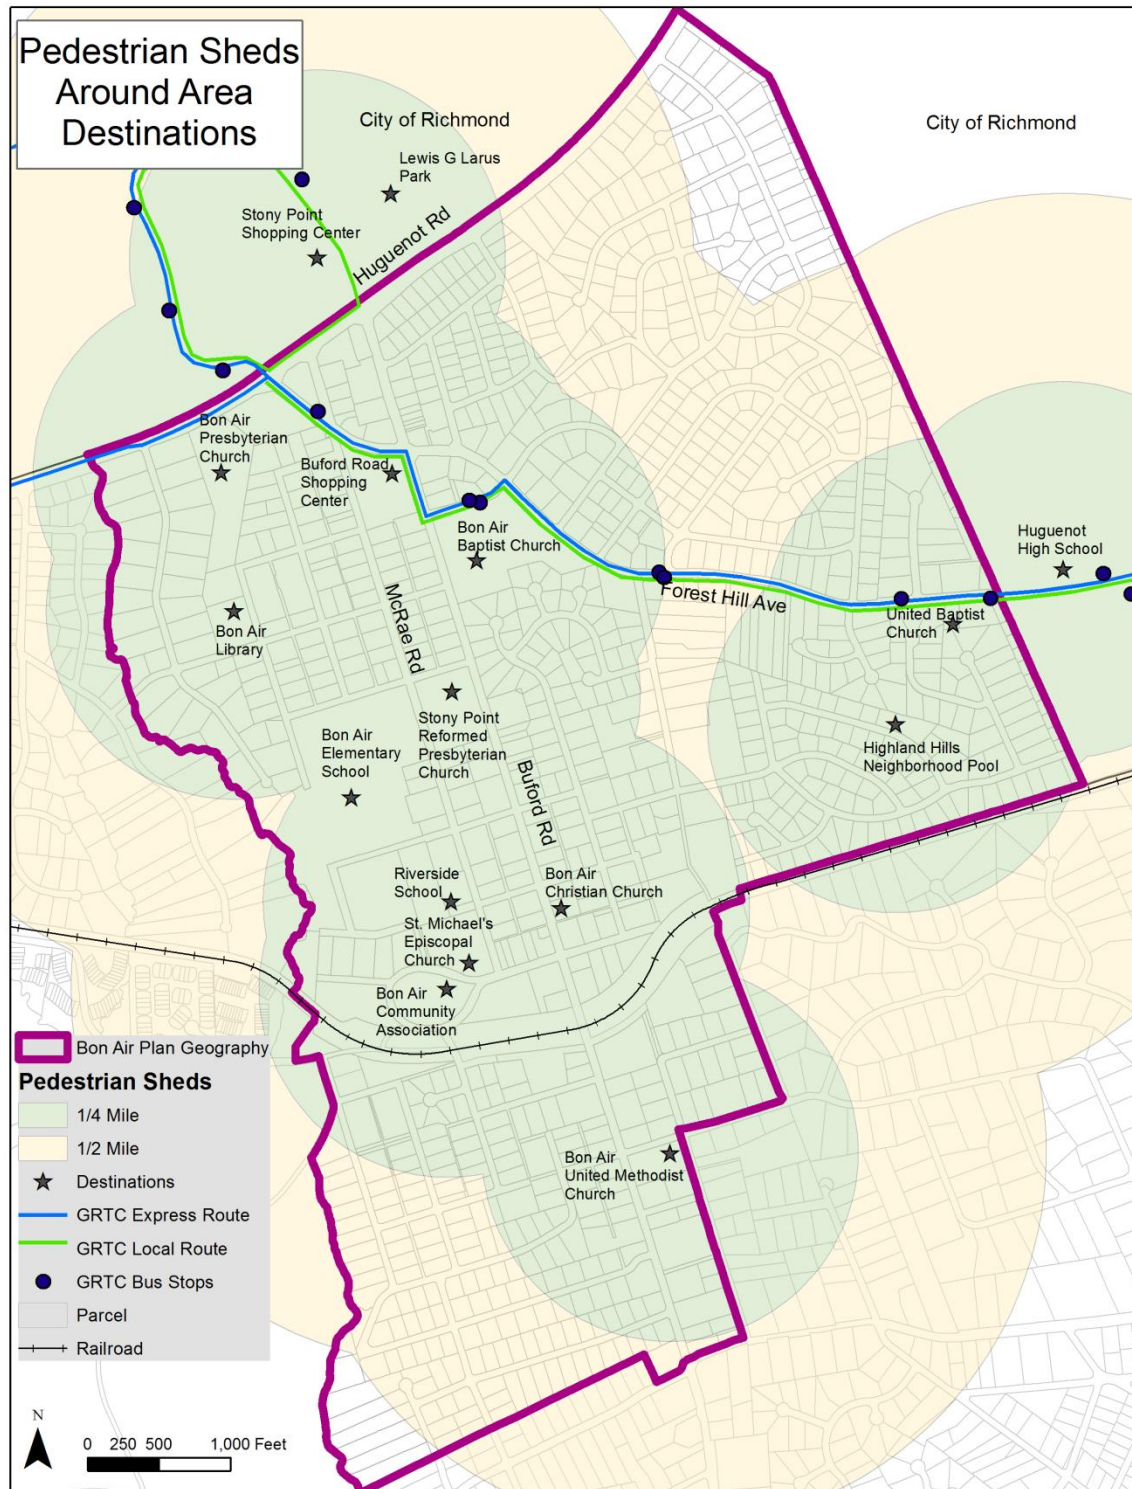 Pedestrian Sheds
Around Area
Destinations
City of Richmond
City of Richmond
Lewis G Larus
Park
Stony Point
Shopping Center
Huguenot Rd
Bon Air
Presbyterian
Church
Buford Road
Shopping
Center
Bon Air
Baptist Church
Huguenot
High School
Forest Hill Ave
United Baptist
Church
McRae Rd
Bon Air
Library
Stony Point
Reformed
Presbyterian
Church
Bon Air
Elementary
School
Highland Hills
Neighborhood Pool
Buford Rd
Riverside
School
Bon Air
Christian Church
St. Michael's
Episcopal
Church
Bon Air
Community
Association
Bon Air
United Methodist
Church
Bon Air Plan Geography
Pedestrian Sheds
1/4 Mile
1/2 Mile
Destinations
GRTC Express Route
GRTC Local Route
GRTC Bus Stops
Parcel
Railroad
N
0 250 500 1,000 Feet